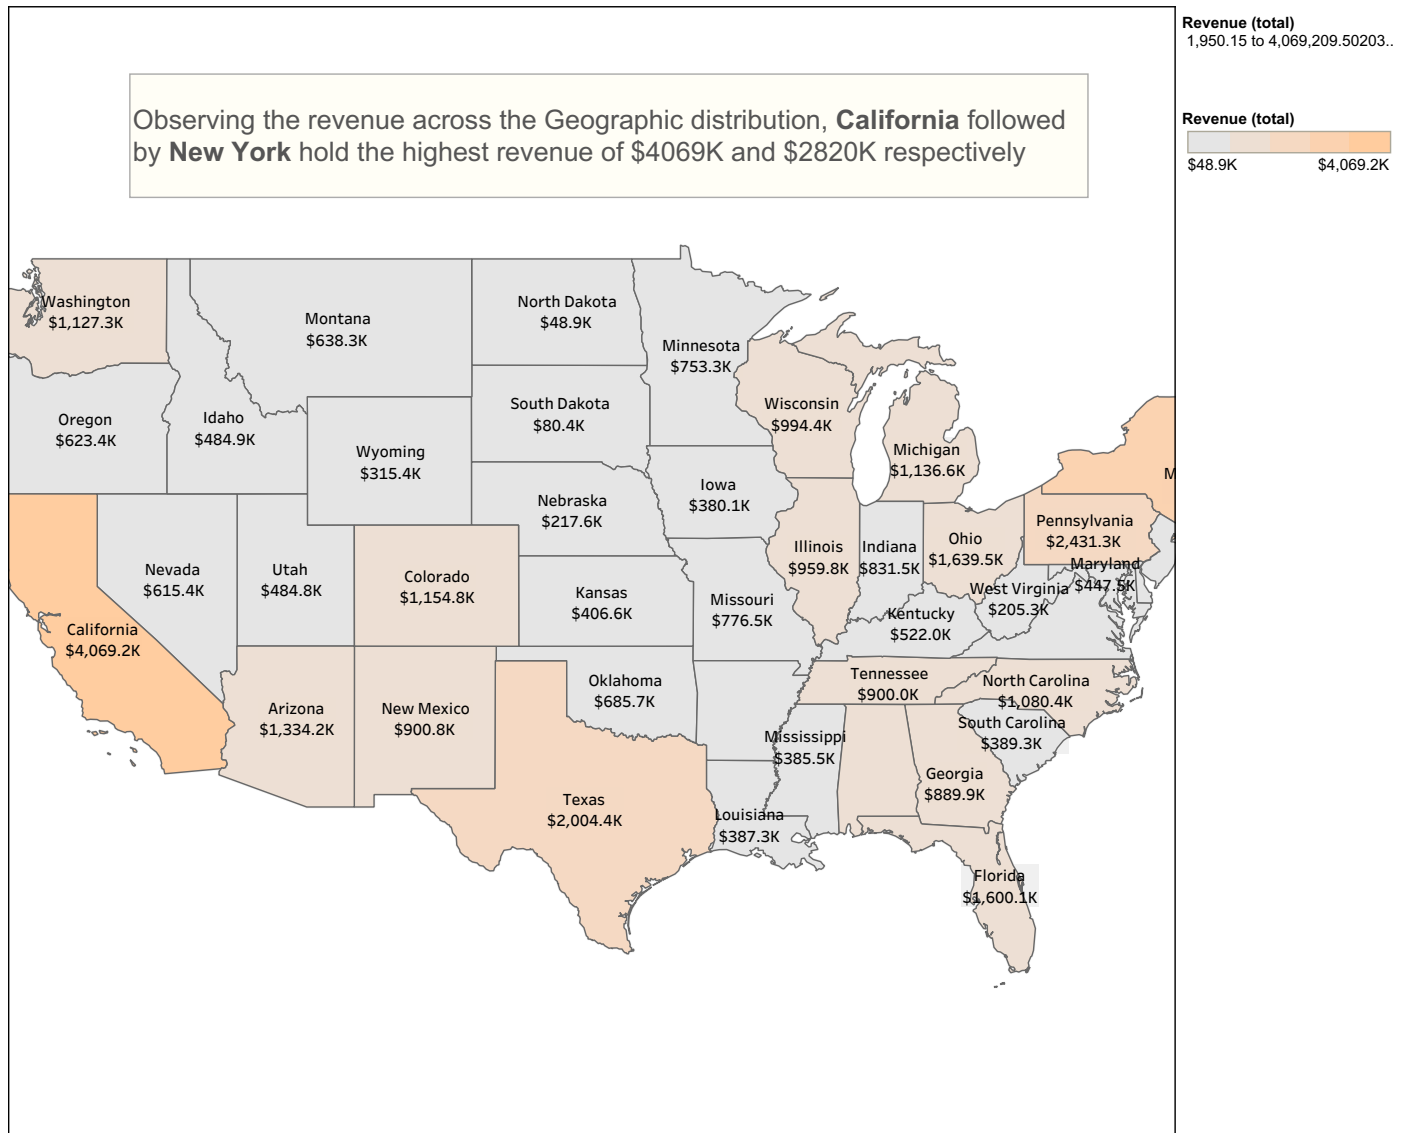 Revenue (total)
1,950.15 to 4,069,209.50203..
Observing the revenue across the Geographic distribution, California followed
by New York hold the highest revenue of $4069K and $2820K respectively
Revenue (total)
$48.9K $4,069.2K
Washington
$1,127.3K
Montana
$638.3K
North Dakota
$48.9K
Minnesota
$753.3K
Oregon
$623.4K
Idaho
$484.9K
Wyoming
$315.4K
South Dakota
$80.4K
Wisconsin
$994.4K
Michigan
$1,136.6K
M
Nebraska
$217.6K
Iowa
$380.1K
Pennsylvania
$2,431.3K
Nevada
$615.4K
Utah
$484.8K
Colorado
$1,154.8K
Kansas
$406.6K
Missouri
$776.5K
Illinois
$959.8K
Indiana
$831.5K
Ohio
$1,639.5K
Maryland
$447.5K
West Virginia
$205.3K
Kentucky
$522.0K
California
$4,069.2K
Arizona
$1,334.2K
New Mexico
$900.8K
Oklahoma
$685.7K
Tennessee
$900.0K
North Carolina
$1,080.4K
South Carolina
$389.3K
Mississippi
$385.5K
Georgia
$889.9K
Texas
$2,004.4K
Louisiana
$387.3K
Florida
$1,600.1K